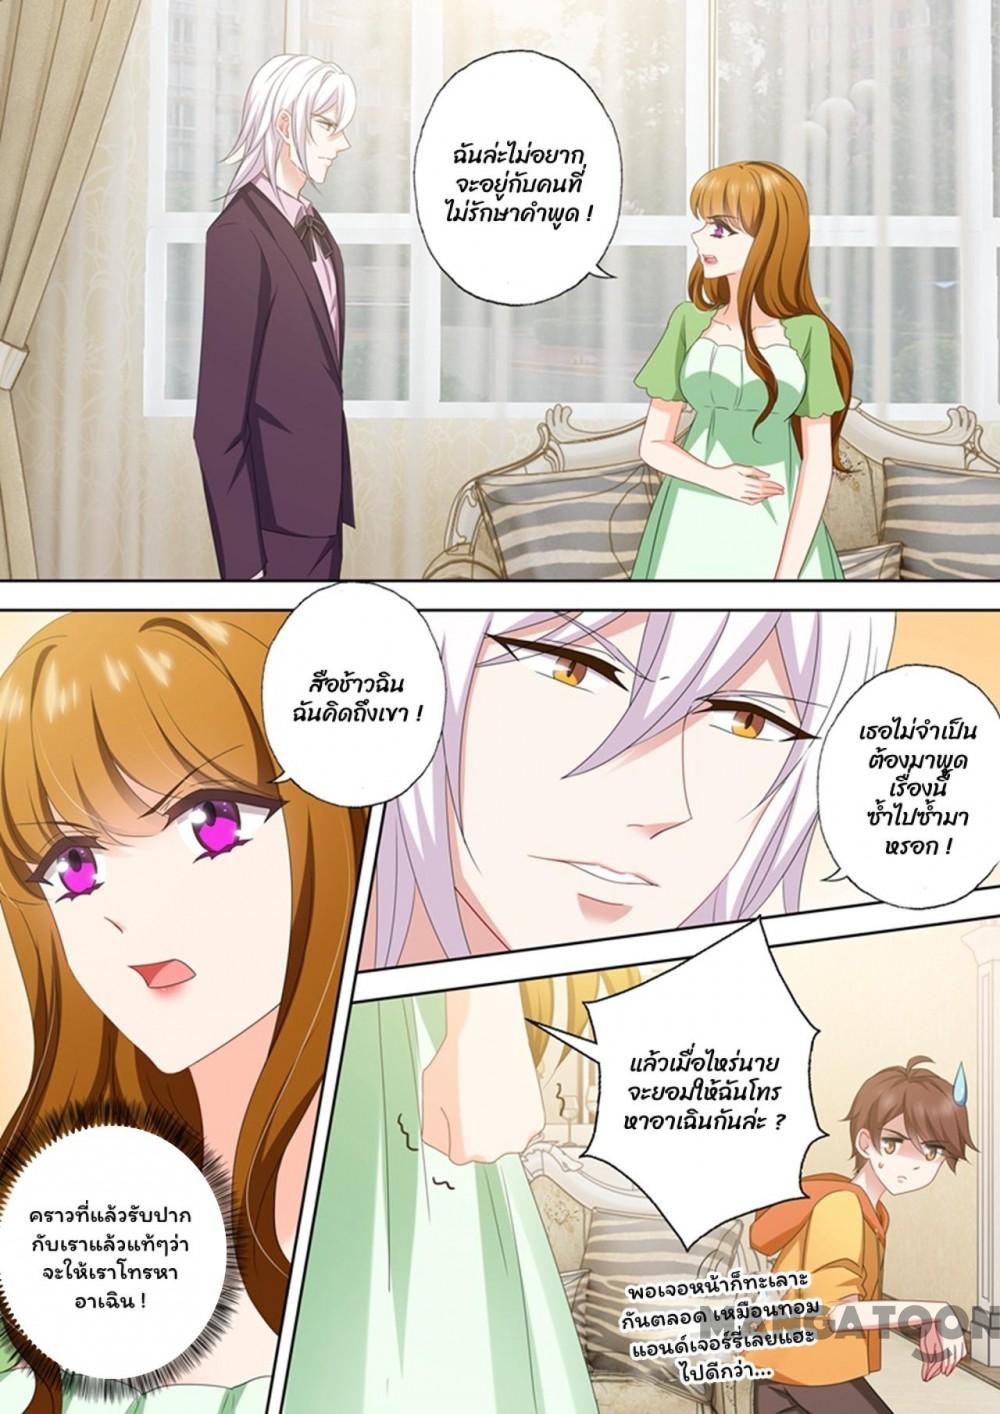 ฉันล่ะไม่อยาก
จะอยู่กับคนที่
ไม่รักษาคำพูด !
สือช้าวฉิน
ฉันคิดถึงเขา !
เธอไม่จำเป็น
ต้องมาพูด
เรื่องนี้
ซ้ำไปซ้ำมา
หรอก !
แล้วเมื่อไหร่นาย
จะยอมให้ฉันโทร
หาอาเฉินกันล่ะ ?
คราวที่แล้วรับปาก
กับเราแล้วแท้ๆว่า
จะให้เราโทรหา
อาเฉิน !
พอเจอหน้าก็ทะเลาะ
กันตลอด เหมือนทอม
แอนด์เจอร์รี่เลยแฮะ
ไปดีกว่า...
MANGATOON